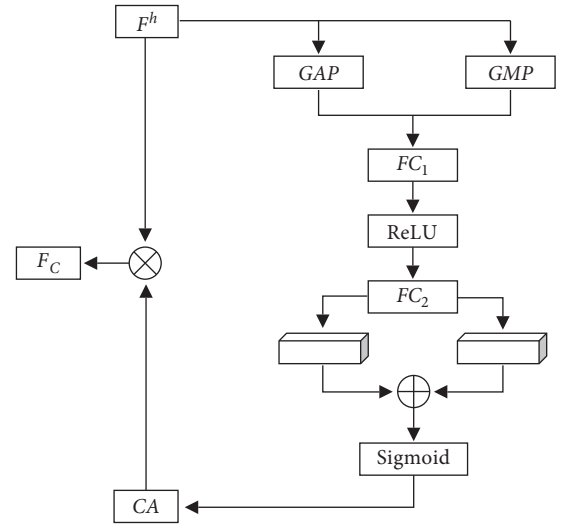 F^h
GAP
GMP
FC_1
ReLU
F_C
FC_2
Sigmoid
CA